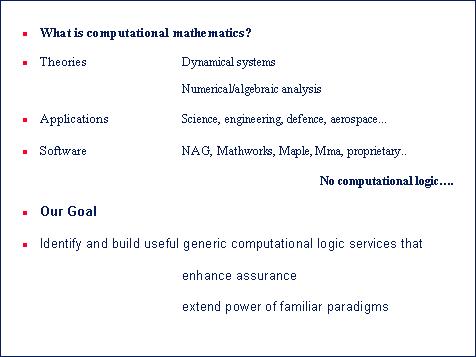 What is computational mathematics?
Theories Dynamical systems
Numerical/algebraic analysis
Applications Science, engineering, defence, aerospace...
Software NAG, Mathworks, Maple, Mma, proprietary..
No computational logic....
Our Goal
Identify and build useful generic computational logic services that
enhance assurance
extend power of familiar paradigms